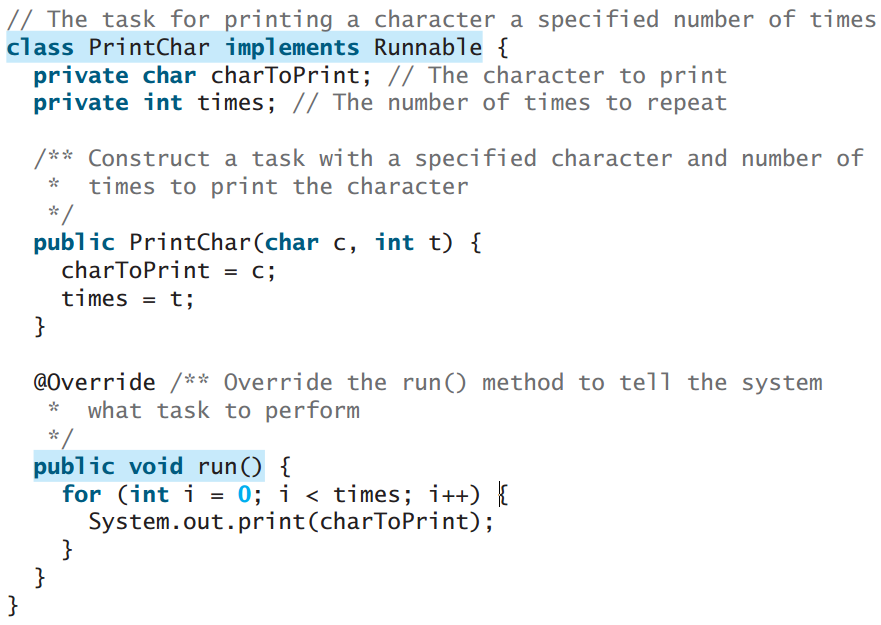 // The task for printing a character a specified number of times
class PrintChar implements Runnable {
  private char charToPrint; // The character to print
  private int times; // The number of times to repeat

  /** Construct a task with a specified character and number of
   *  times to print the character
   */
  public PrintChar(char c, int t) {
    charToPrint = c;
    times = t;
  }

  @Override /** Override the run() method to tell the system
   *  what task to perform
   */
  public void run() {
    for (int i = 0; i < times; i++) {
      System.out.print(charToPrint);
    }
  }
}